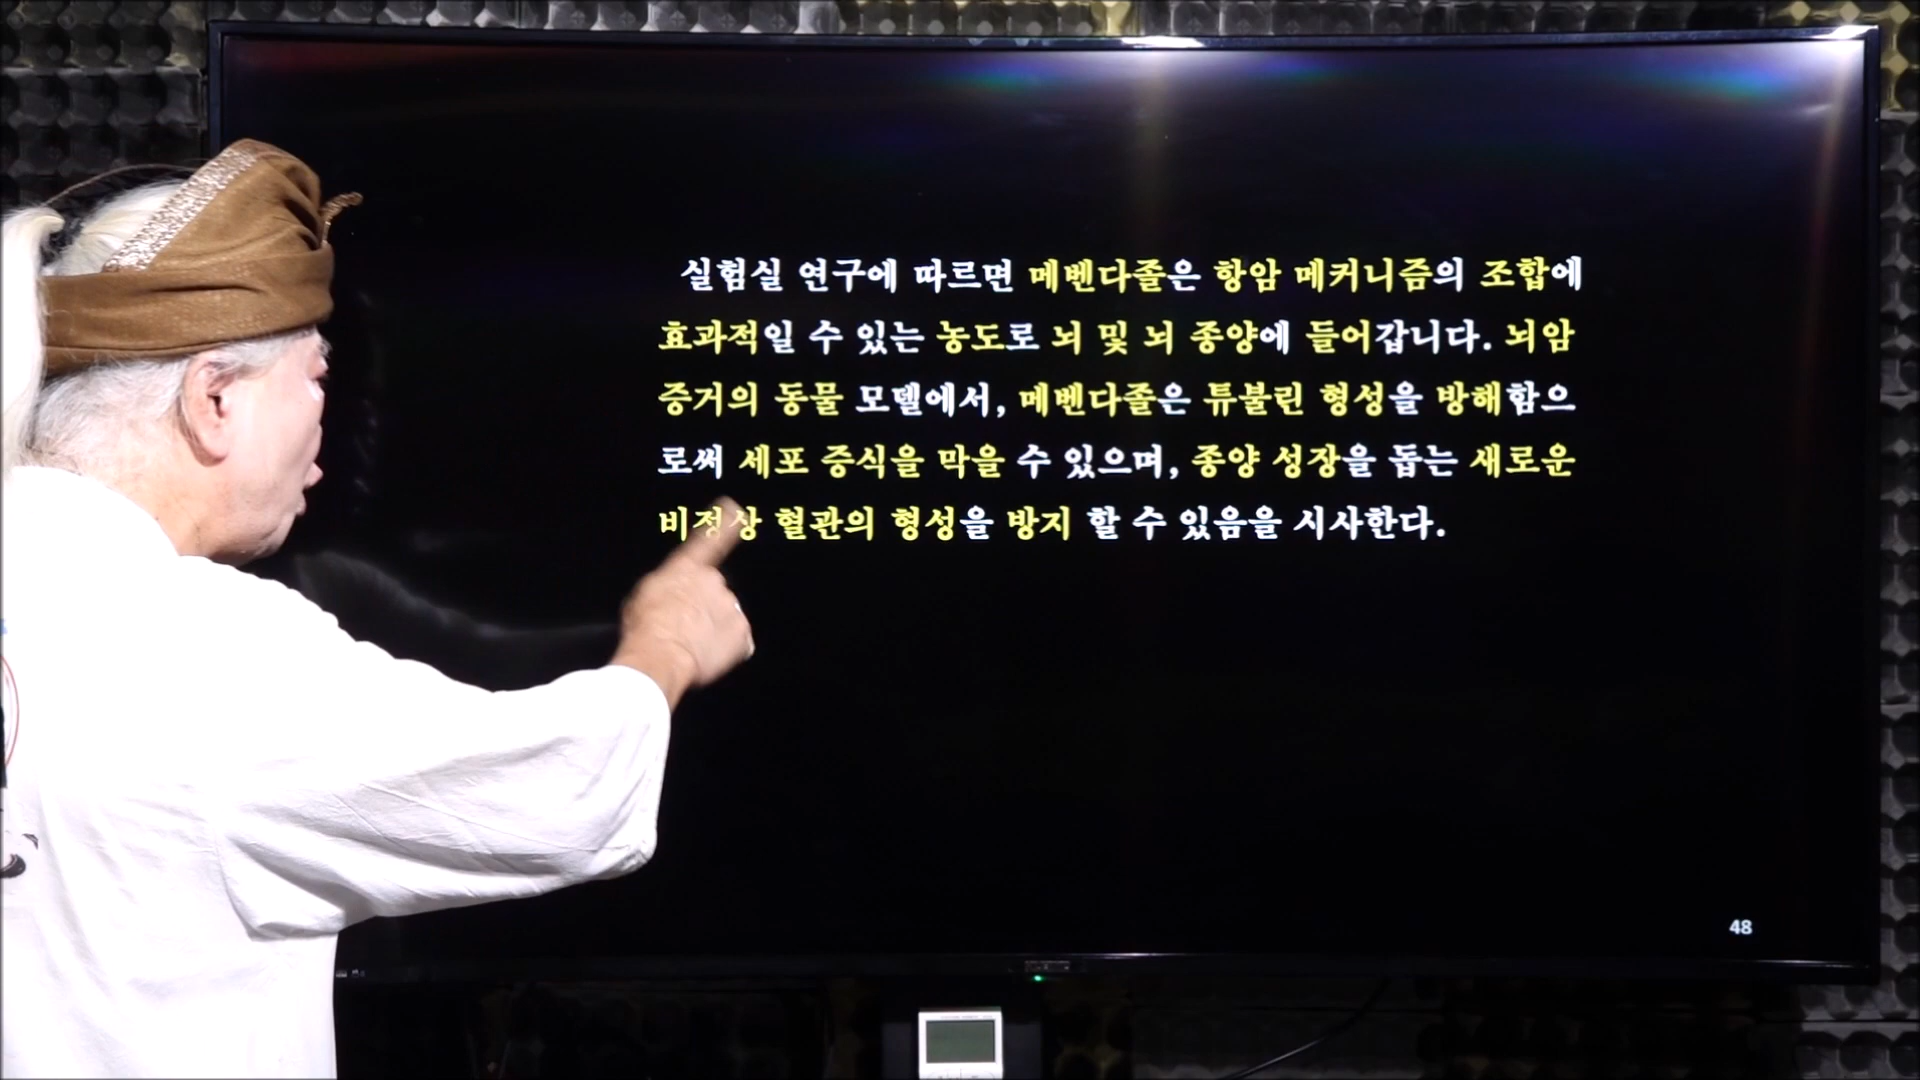 실험실 연구에 따르면 메벤다졸은 항암 메커니즘의 조합에
효과적일 수 있는 농도로 뇌 및 뇌 종양에 들어갑니다. 뇌암
증거의 동물 모델에서, 메벤다졸은 튜불린 형성을 방해함으
로써 세포 증식을 막을 수 있으며, 종양 성장을 돕는 새로운
비정상 혈관의 형성을 방지 할 수 있음을 시사한다.
48